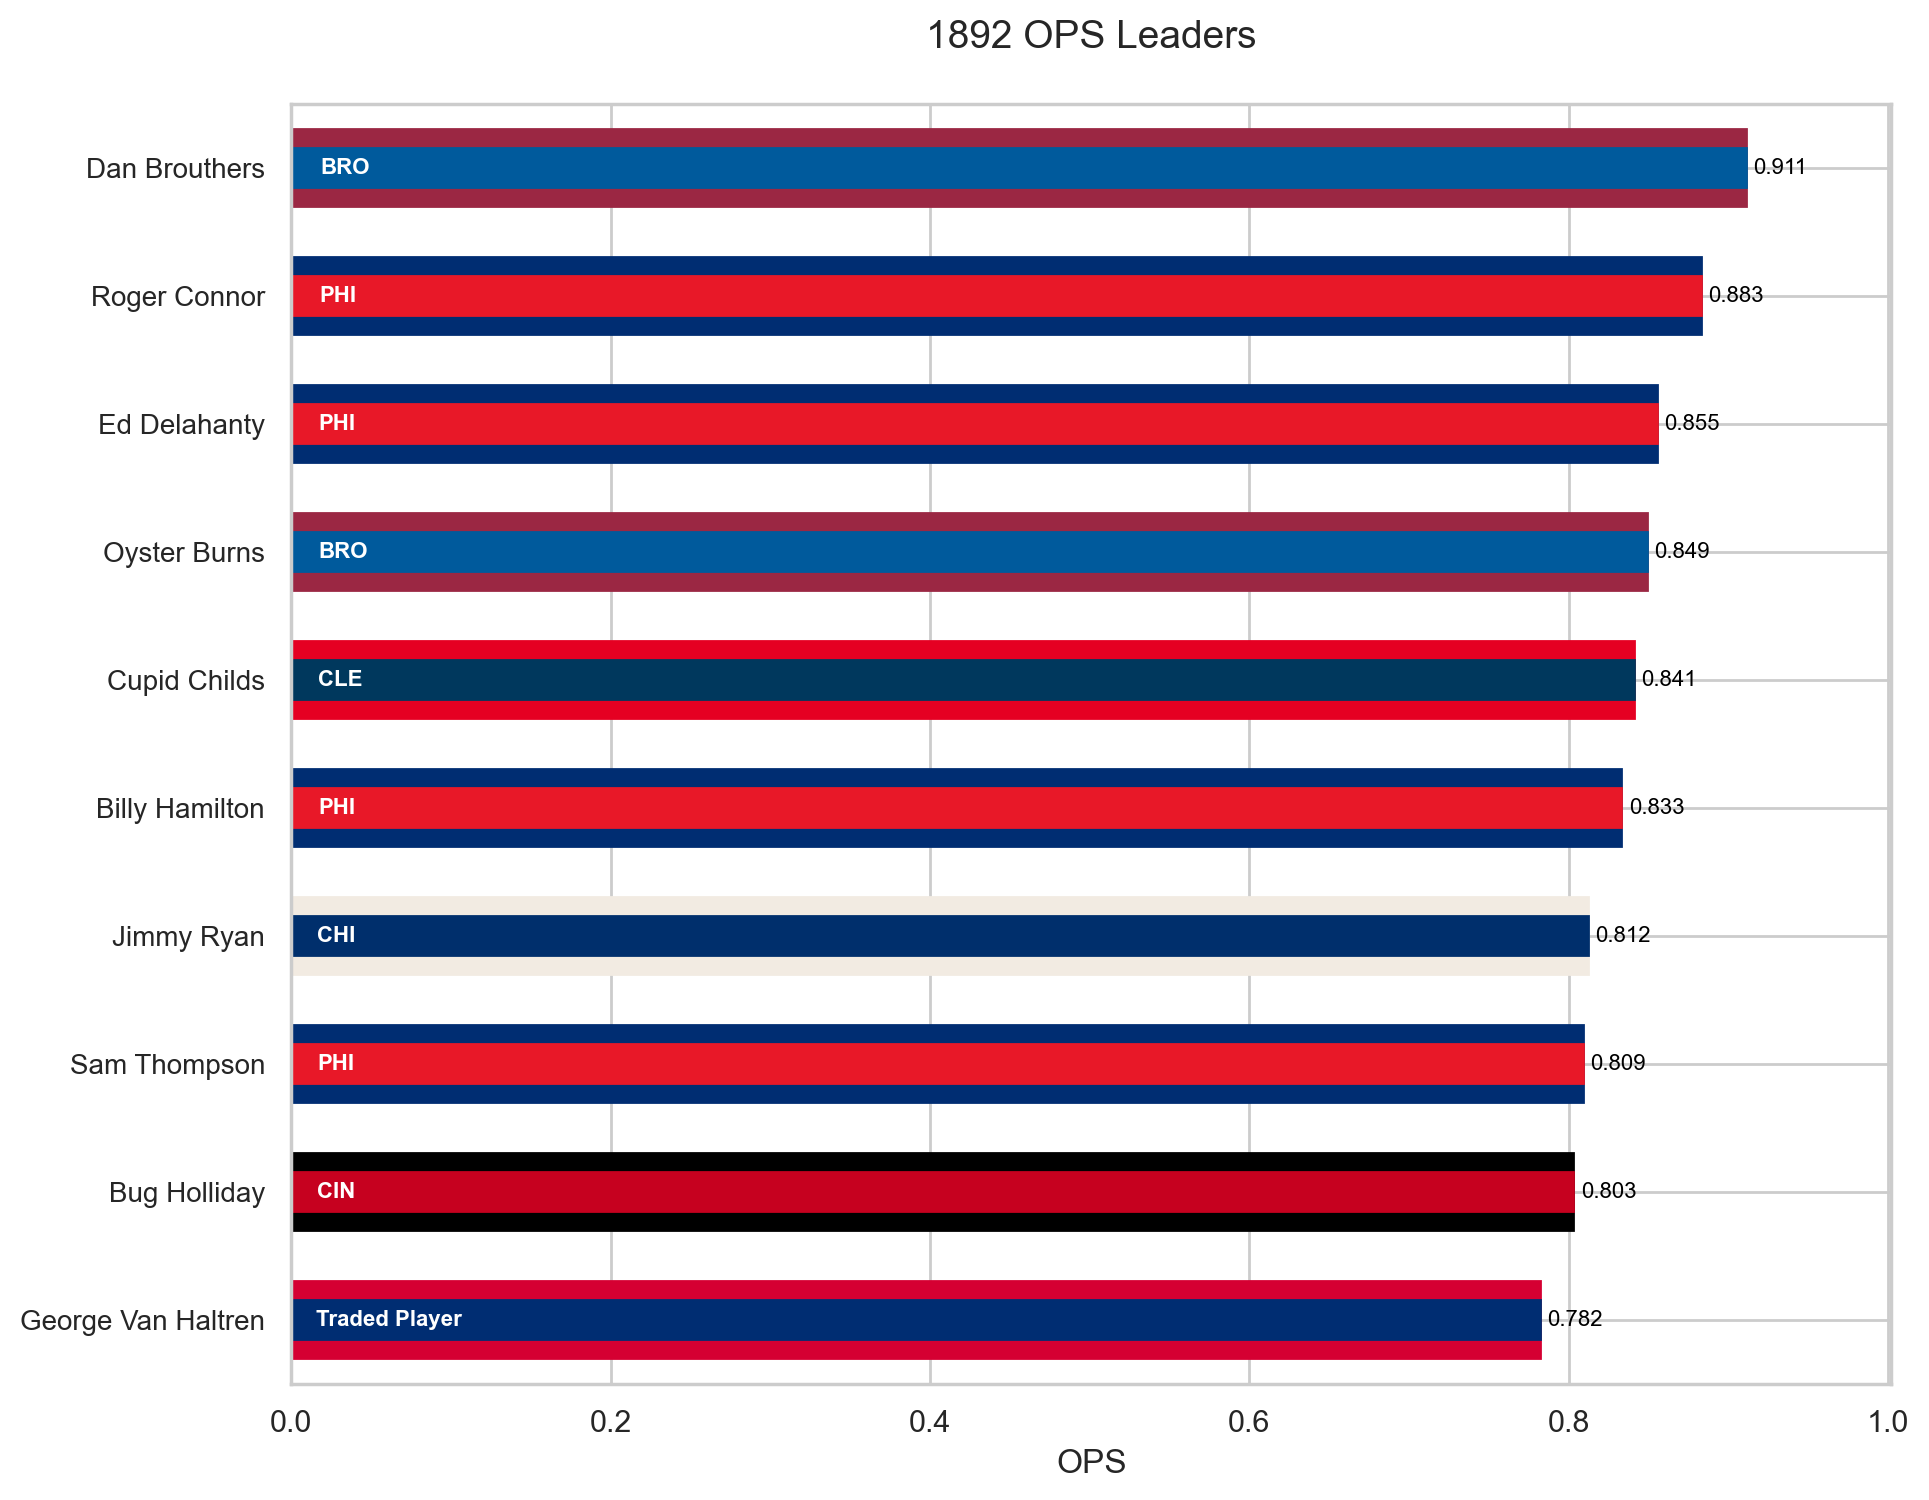 1892 OPS Leaders
Dan Brouthers BRO 0.911
Roger Connor PHI 0.883
Ed Delahanty PHI 0.855
Oyster Burns BRO 0.849
Cupid Childs CLE 0.841
Billy Hamilton PHI 0.833
Jimmy Ryan CHI 0.812
Sam Thompson PHI 0.809
Bug Holliday CIN 0.803
George Van Haltren Traded Player 0.782
0.0 0.2 0.4 0.6 0.8 1.0
OPS